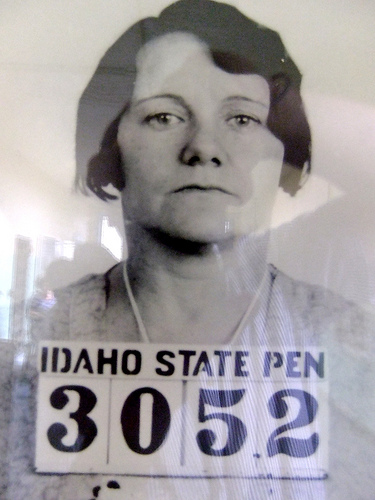 IDAHO STATE PEN
3052